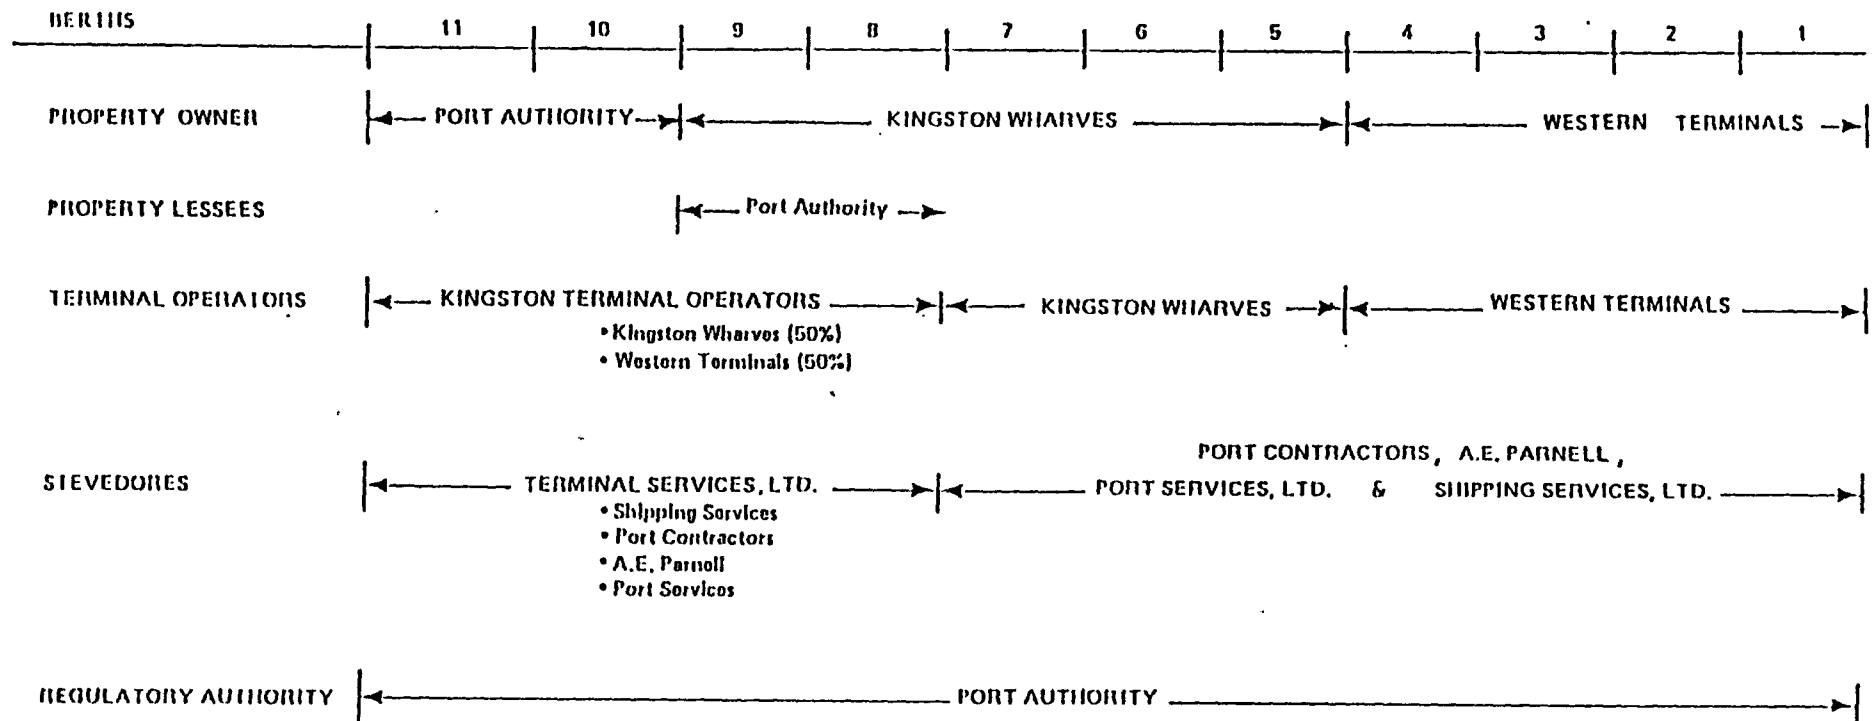 BERTHS 11 10 9 8 7 6 5 4 3 2 1
PROPERTY OWNER PORT AUTHORITY KINGSTON WHARVES WESTERN TERMINALS
PROPERTY LESSEES Port Authority
TERMINAL OPERATORS KINGSTON TERMINAL OPERATORS KINGSTON WHARVES WESTERN TERMINALS
• Kingston Wharves (50%)
• Western Terminals (50%)
PORT CONTRACTORS, A.E. PARNELL,
STEVEDORES TERMINAL SERVICES, LTD. PORT SERVICES, LTD. & SHIPPING SERVICES, LTD.
• Shipping Services
• Port Contractors
• A.E. Parnell
• Port Services
REGULATORY AUTHORITY PORT AUTHORITY